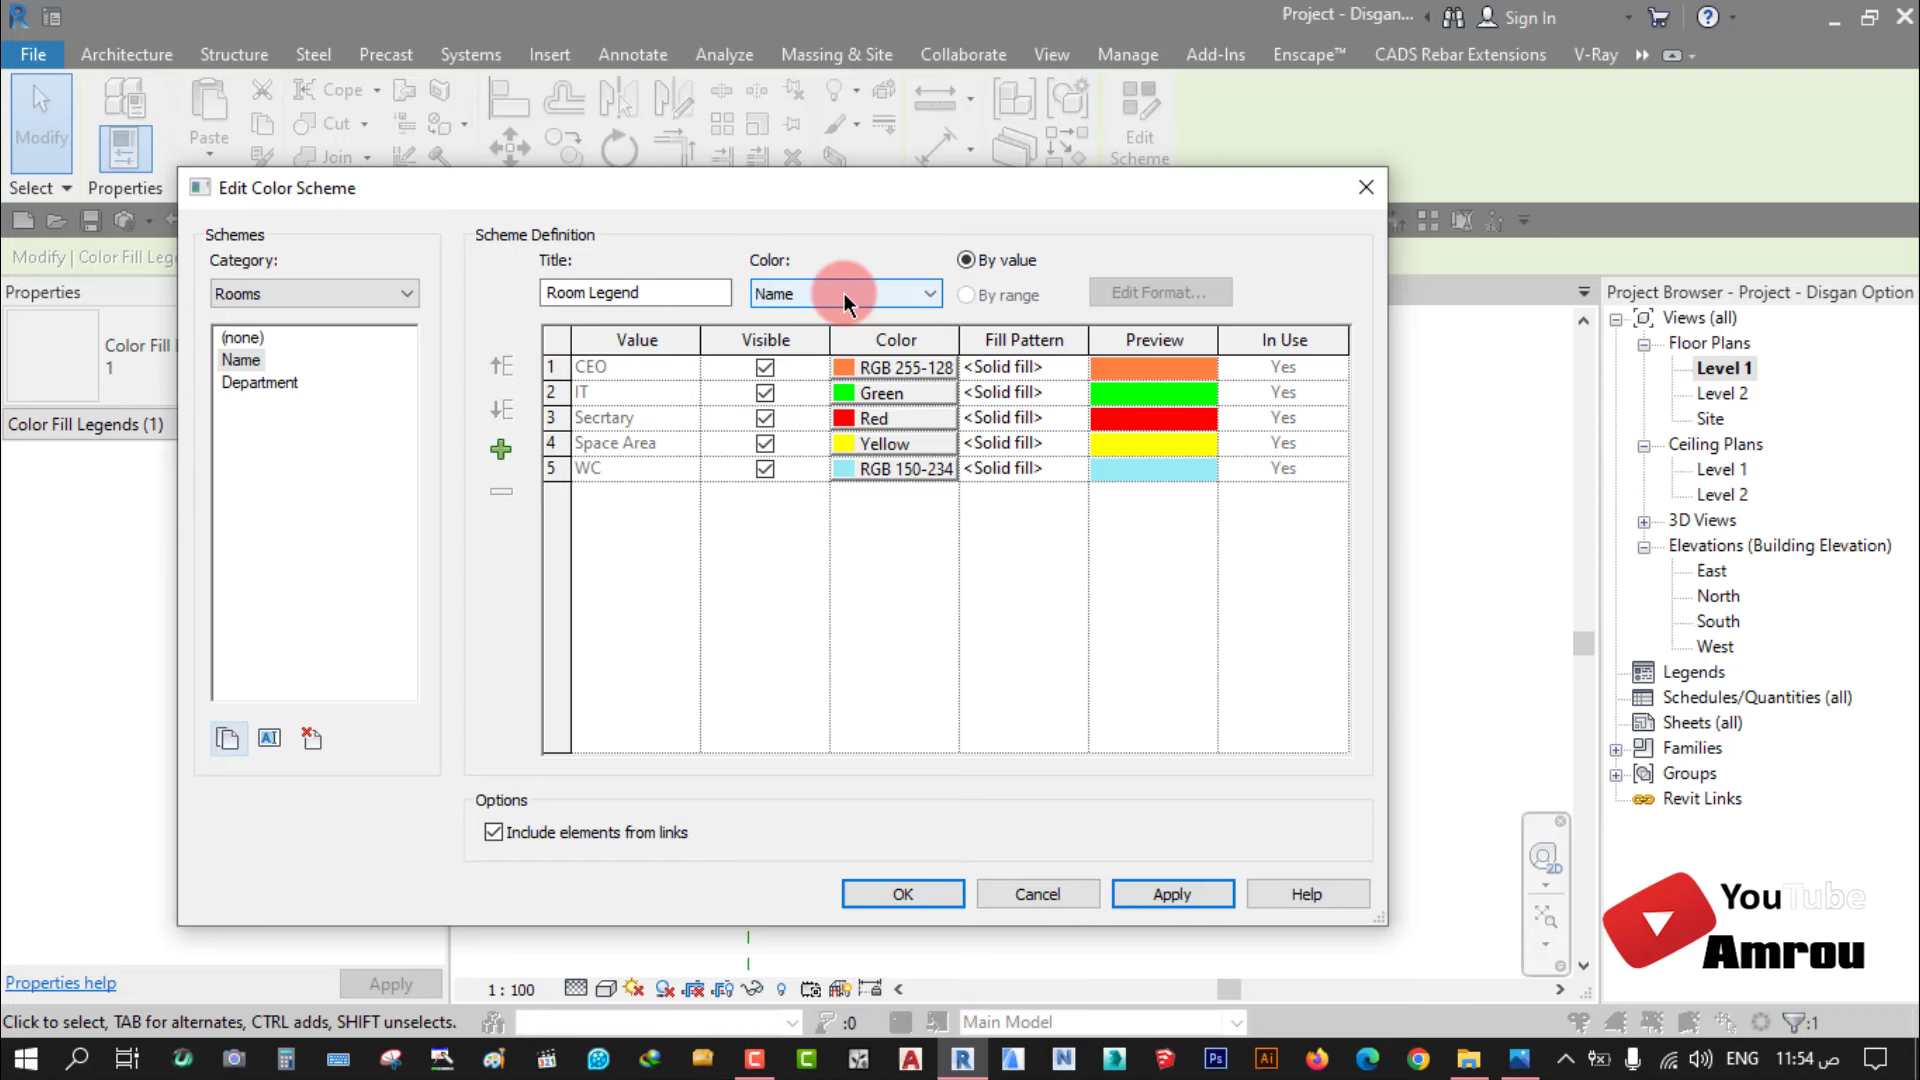 Project - Disgan...
Sign In
File Architecture Structure Steel Precast Systems Insert Annotate Analyze Massing & Site Collaborate View Manage Add-Ins Enscape™ CADS Rebar Extensions V-Ray
Modify
Paste
Cope
Cut
Join
Edit
Scheme
Select Properties
Modify | Color Fill Leg
Properties
Color Fill
1
Color Fill Legends (1)
Properties help
Apply
Edit Color Scheme
Schemes
Category:
Rooms
(none)
Name
Department
Scheme Definition
Title:
Room Legend
Color:
Name
By value
By range
Edit Format...
Value Visible Color Fill Pattern Preview In Use
1 CEO RGB 255-128 <Solid fill> Yes
2 IT Green <Solid fill> Yes
3 Secrtary Red <Solid fill> Yes
4 Space Area Yellow <Solid fill> Yes
5 WC RGB 150-234 <Solid fill> Yes
Options
Include elements from links
OK Cancel Apply Help
Project Browser - Project - Disgan Option
Views (all)
Floor Plans
Level 1
Level 2
Site
Ceiling Plans
Level 1
Level 2
3D Views
Elevations (Building Elevation)
East
North
South
West
Legends
Schedules/Quantities (all)
Sheets (all)
Families
Groups
Revit Links
2D
YouTube
Amrou
1 : 100
Click to select, TAB for alternates, CTRL adds, SHIFT unselects.
:0
Main Model
:1
ENG
11:54 ص